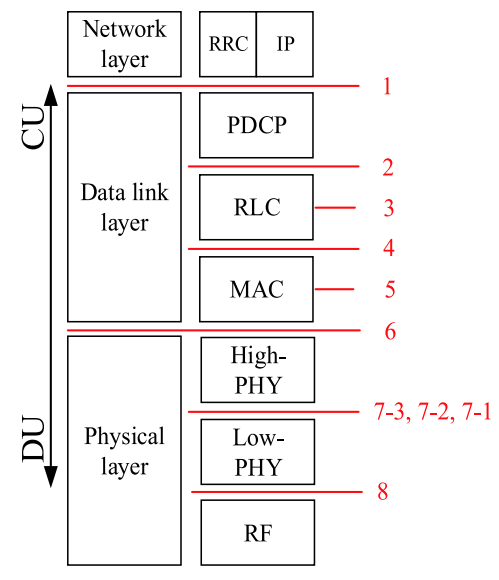 Network
layer
RRC
IP
1
CU
PDCP
2
Data link
layer
RLC
3
4
MAC
5
6
High-
PHY
7-3, 7-2, 7-1
DU
Physical
layer
Low-
PHY
8
RF